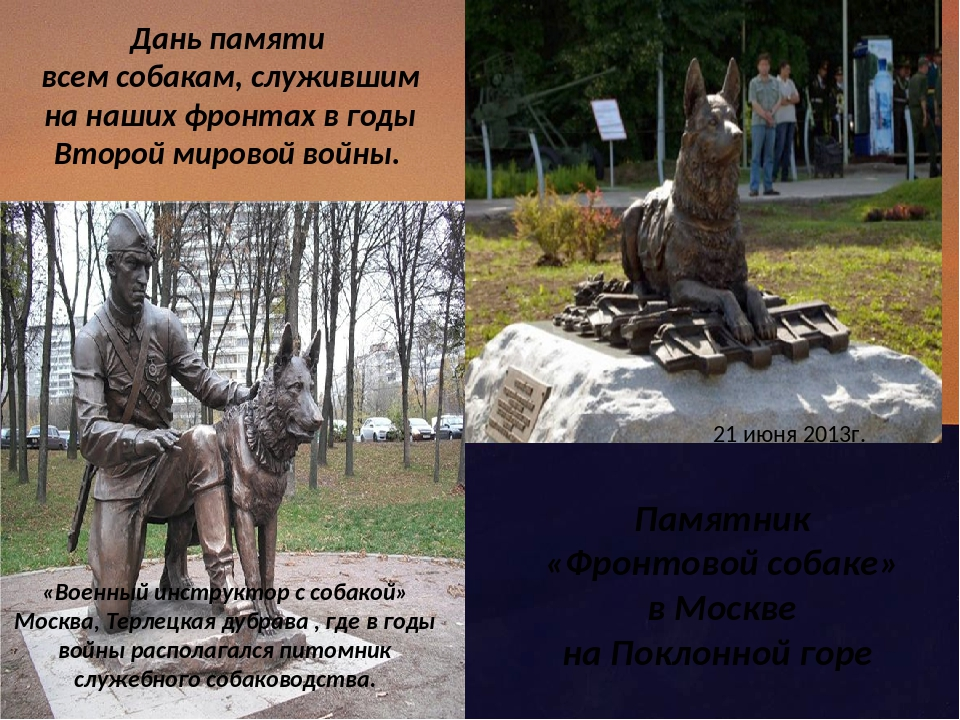 Дань памяти
всем собакам, служившим
на наших фронтах в годы
Второй мировой войны.
21 июня 2013г.
«Военный инструктор с собакой»
Москва, Терлецкая дубрава , где в годы
войны располагался питомник
служебного собаководства.
Памятник
«Фронтовой собаке»
в Москве
на Поклонной горе